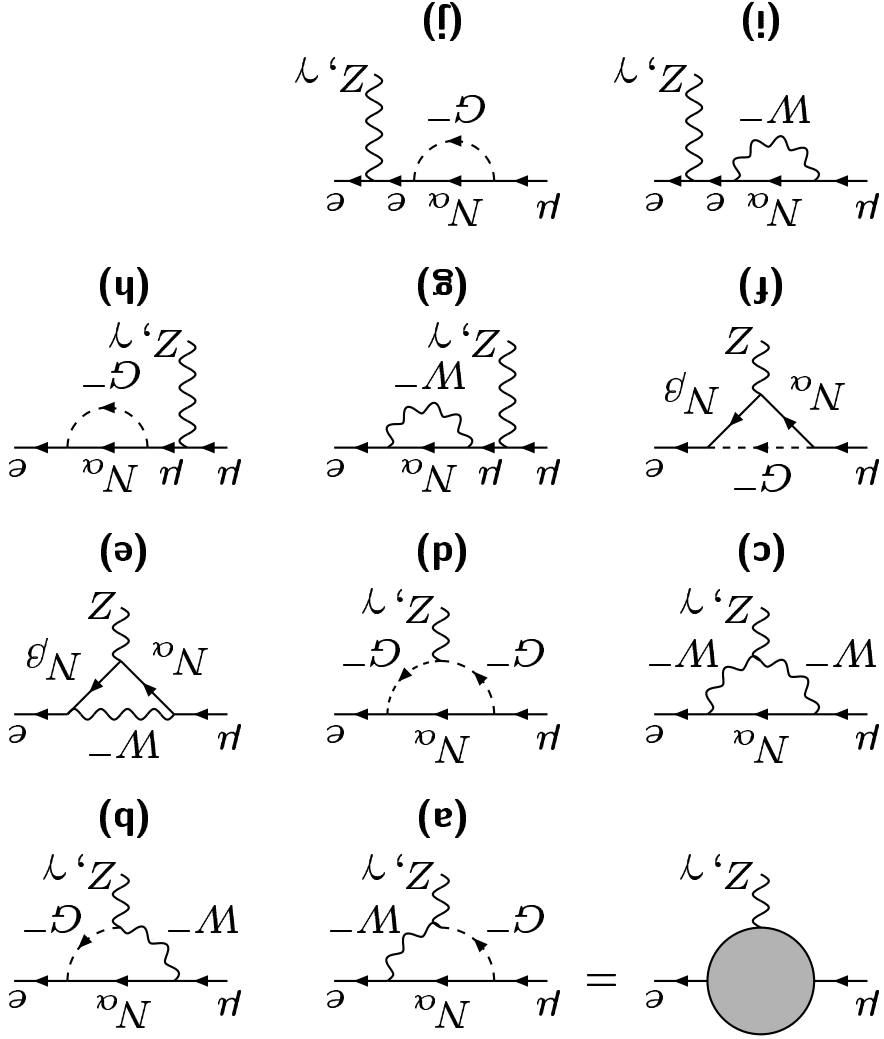 μ e
Z, γ
=
μ Nα e
G− W−
Z, γ
(a)
μ Nα e
W− G−
Z, γ
(b)
μ Nα e
W− W−
Z, γ
(c)
μ Nα e
G− G−
Z, γ
(d)
μ W− e
Nα Nβ
Z
(e)
μ G− e
Nα Nβ
Z
(f)
μ μ Nα e
W−
Z, γ
(g)
μ μ Nα e
G−
Z, γ
(h)
μ Nα e e
W−
Z, γ
(i)
μ Nα e e
G−
Z, γ
(j)